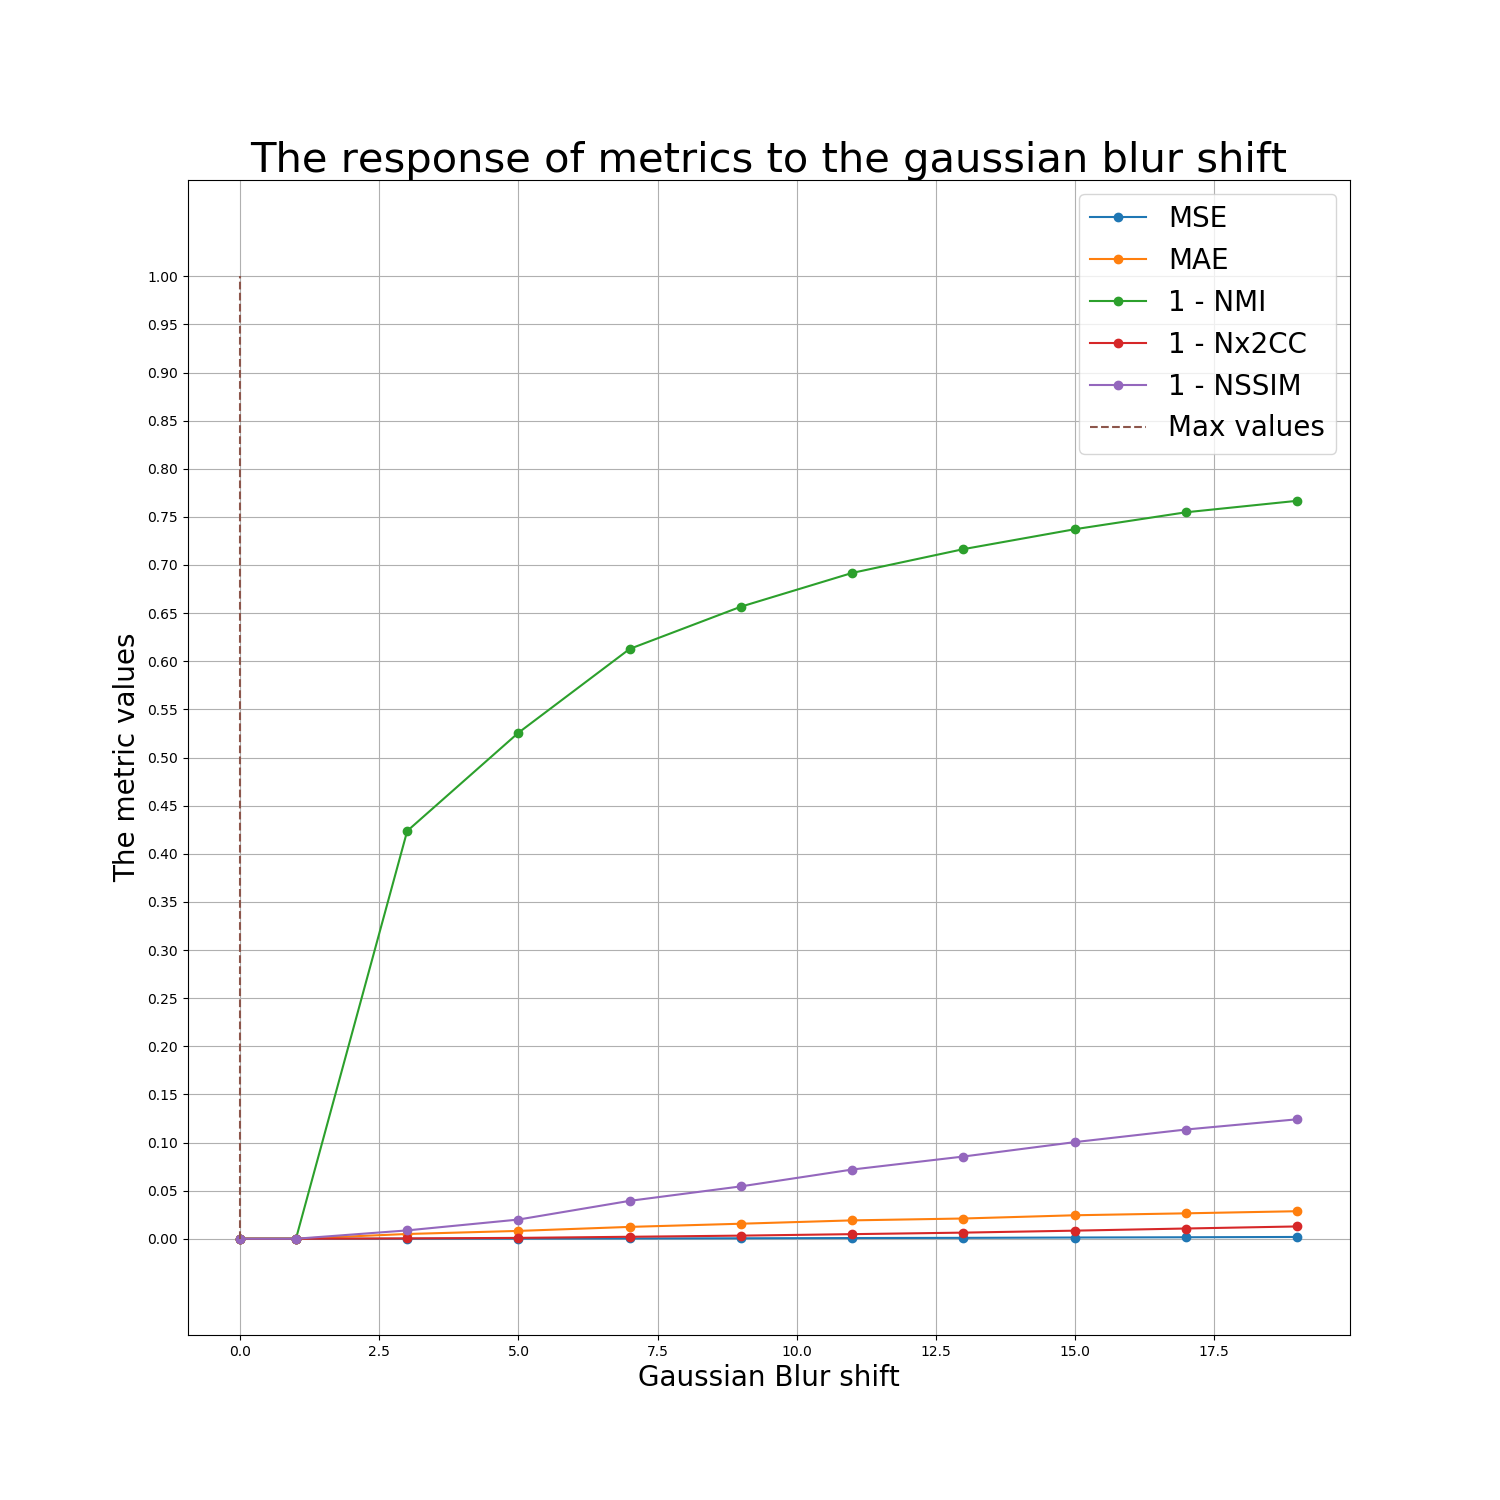 The response of metrics to the gaussian blur shift
MSE
MAE
1 - NMI
1 - Nx2CC
1 - NSSIM
Max values
1.00
0.95
0.90
0.85
0.80
0.75
0.70
0.65
0.60
0.55
0.50
0.45
0.40
0.35
0.30
0.25
0.20
0.15
0.10
0.05
0.00
The metric values
0.0 2.5 5.0 7.5 10.0 12.5 15.0 17.5
Gaussian Blur shift